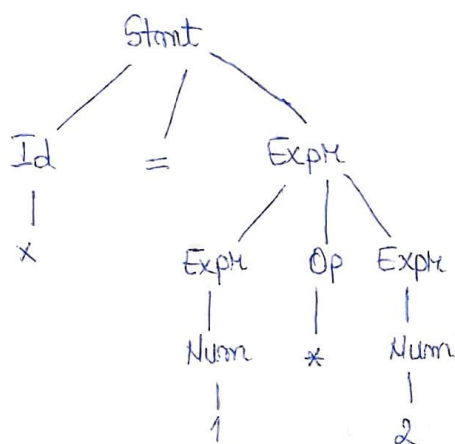 Stmt
Id = Expr
x
Expr Op Expr
Num * Num
1 2